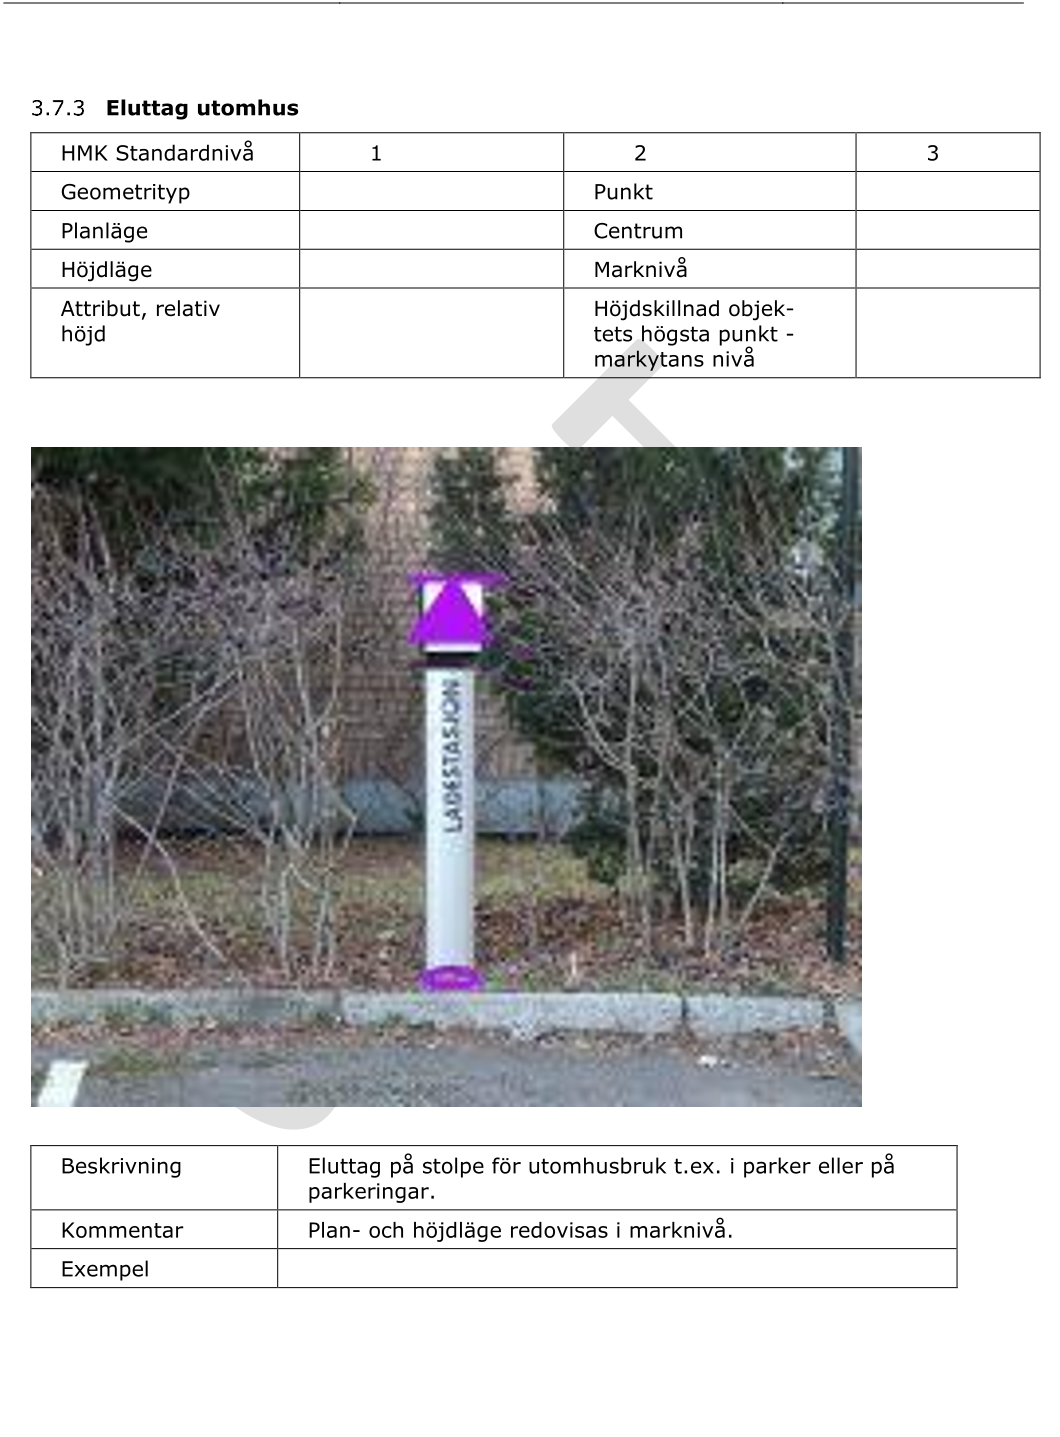 3.7.3 Eluttag utomhus
HMK Standardnivå 1 2 3
Geometrityp Punkt
Planläge Centrum
Höjdläge Marknivå
Attribut, relativ Höjdskillnad objek-
höjd tets högsta punkt -
markytans nivå
LADESTASJON
Beskrivning Eluttag på stolpe för utomhusbruk t.ex. i parker eller på
parkeringar.
Kommentar Plan- och höjdläge redovisas i marknivå.
Exempel